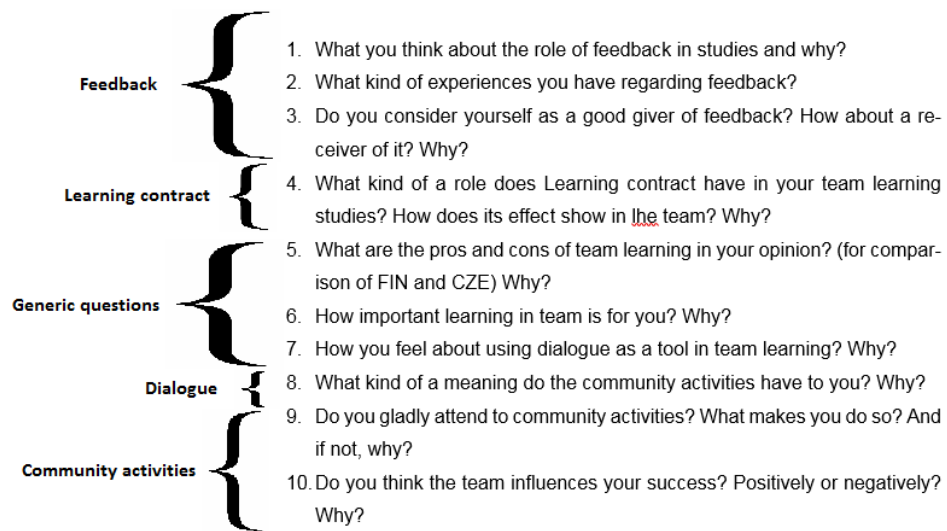 Feedback
1. What you think about the role of feedback in studies and why?
2. What kind of experiences you have regarding feedback?
3. Do you consider yourself as a good giver of feedback? How about a re-
ceiver of it? Why?
Learning contract
4. What kind of a role does Learning contract have in your team learning
studies? How does its effect show in lhe team? Why?
Generic questions
5. What are the pros and cons of team learning in your opinion? (for compar-
ison of FIN and CZE) Why?
6. How important learning in team is for you? Why?
7. How you feel about using dialogue as a tool in team learning? Why?
Dialogue
8. What kind of a meaning do the community activities have to you? Why?
Community activities
9. Do you gladly attend to community activities? What makes you do so? And
if not, why?
10. Do you think the team influences your success? Positively or negatively?
Why?